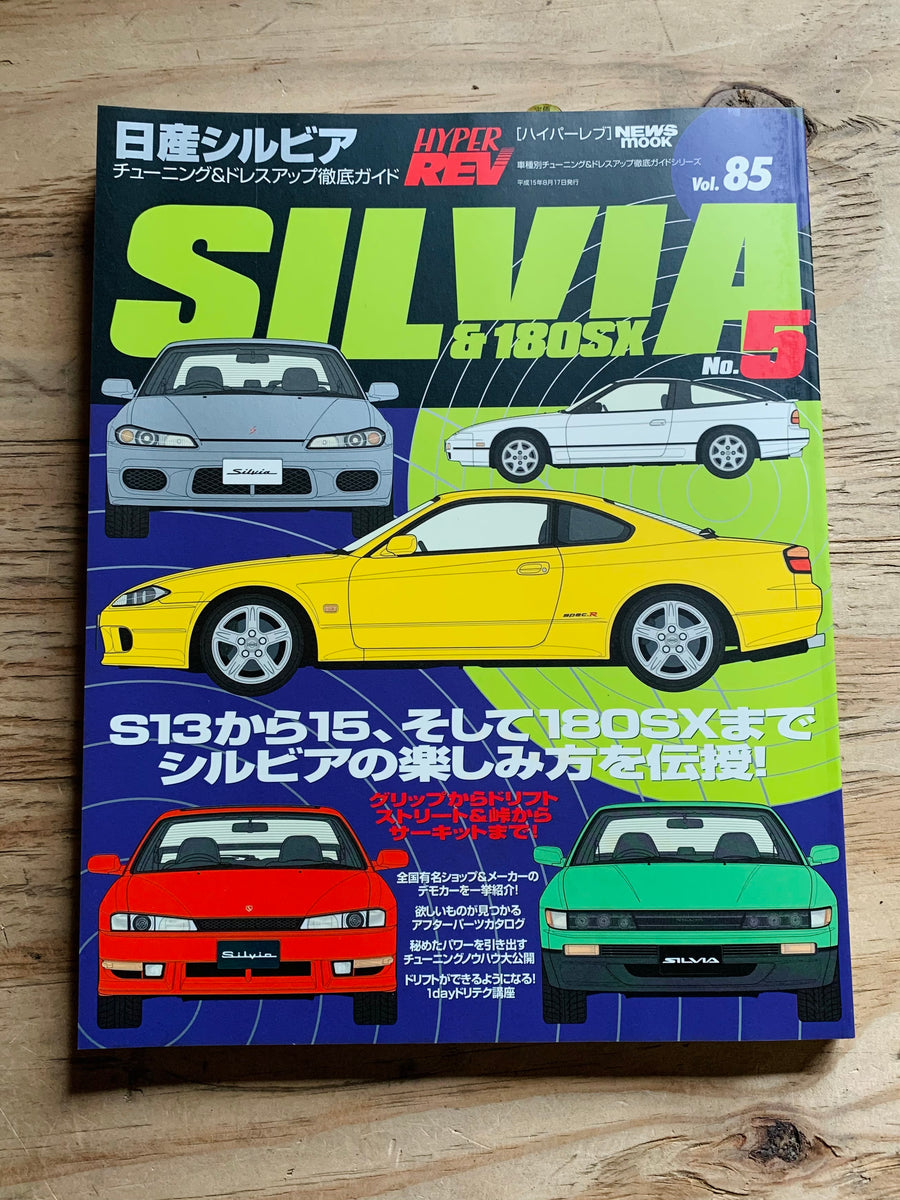 日産シルビア
チューニング&ドレスアップ徹底ガイド
HYPER
REV
[ハイパーレブ]
NEWS
mook
車種別チューニング&ドレスアップ徹底ガイドシリーズ
平成15年8月17日発行
Vol. 85
SILVIA
& 180SX
No.5
Silvia
spec.R
S13から15、そして180SXまで
シルビアの楽しみ方を伝授!
グリップからドリフト
ストリート&峠から
サーキットまで!
全国有名ショップ&メーカーの
デモカーを一挙紹介!
欲しいものが見つかる
アフターパーツカタログ
秘めたパワーを引き出す
チューニングノウハウ大公開
ドリフトができるようになる!
1dayドリテク講座
Silvia
SILVIA